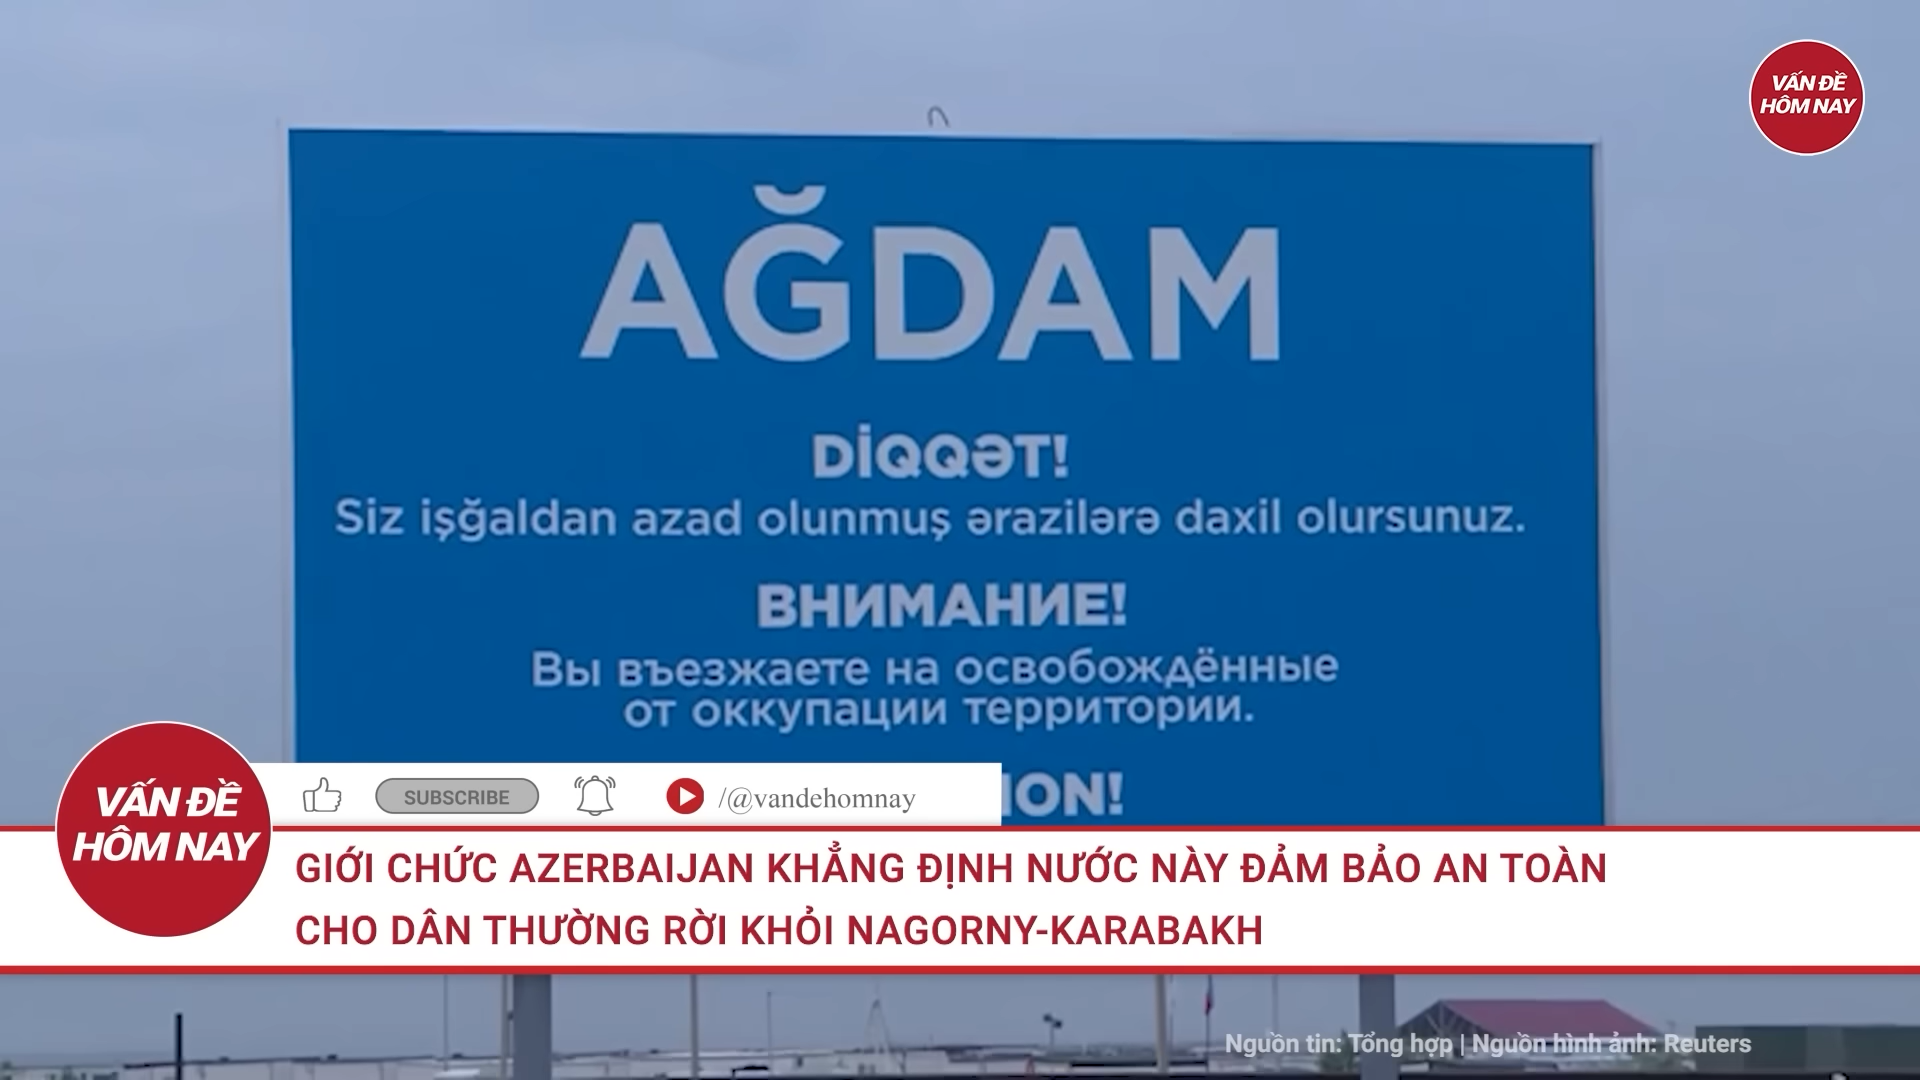 VẤN ĐỀ
HÔM NAY
AĞDAM
DİQQƏT!
Siz işğaldan azad olunmuş ərazilərə daxil olursunuz.
ВНИМАНИЕ!
Вы въезжаете на освобождённые
от оккупации территории.
VẤN ĐỀ
HÔM NAY
SUBSCRIBE
/@vandehomnay
GIỚI CHỨC AZERBAIJAN KHẲNG ĐỊNH NƯỚC NÀY ĐẢM BẢO AN TOÀN
CHO DÂN THƯỜNG RỜI KHỎI NAGORNY-KARABAKH
Nguồn tin: Tổng hợp | Nguồn hình ảnh: Reuters